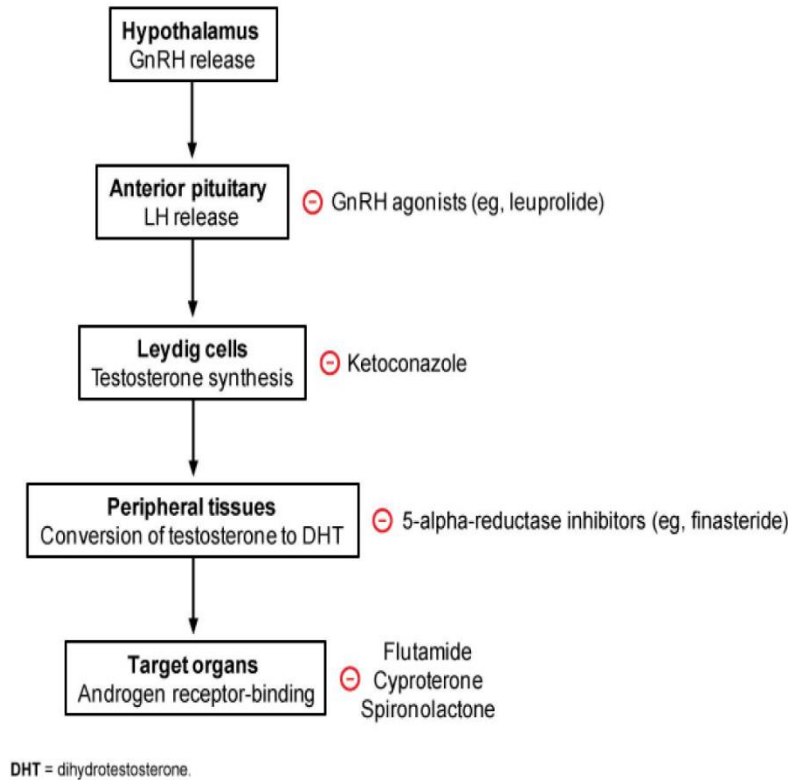 Hypothalamus
GnRH release
Anterior pituitary
LH release
GnRH agonists (eg, leuprolide)
Leydig cells
Testosterone synthesis
Ketoconazole
Peripheral tissues
Conversion of testosterone to DHT
5-alpha-reductase inhibitors (eg, finasteride)
Target organs
Androgen receptor-binding
Flutamide
Cyproterone
Spironolactone
DHT = dihydrotestosterone.